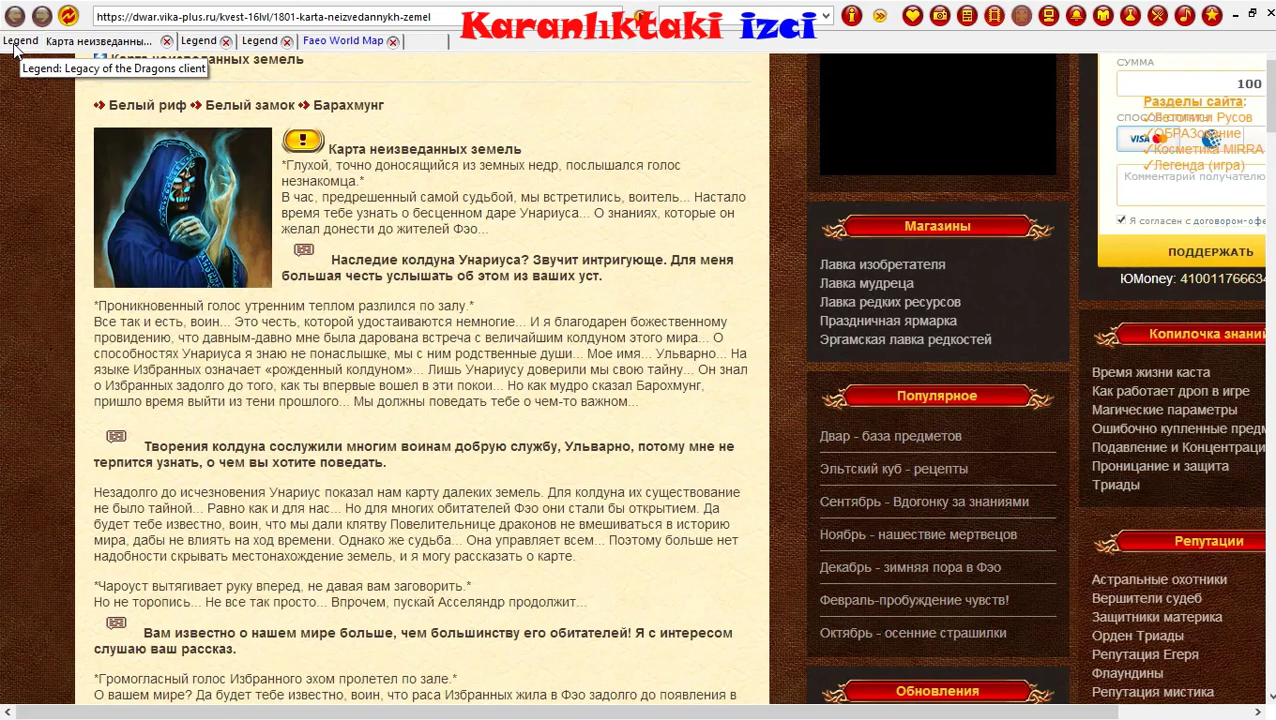 https://dwar.vika-plus.ru/kvest-16lvl/1801-karta-neizvedannykh-zemel
Karanlıktaki izci
Legend
Карта неизведанны...
Legend
Legend
Faeo World Map
Legend: Legacy of the Dragons client
Карта неизведанных земель
Белый риф Белый замок Барахмунг
Карта неизведанных земель
*Глухой, точно доносящийся из земных недр, послышался голос
незнакомца.*
В час, предрешенный самой судьбой, мы встретились, воитель... Настало
время тебе узнать о бесценном даре Унариуса... О знаниях, которые он
желал донести до жителей Фэо...
Наследие колдуна Унариуса? Звучит интригующе. Для меня
большая честь услышать об этом из ваших уст.
*Проникновенный голос утренним теплом разлился по залу.*
Все так и есть, воин... Это честь, которой удостаиваются немногие... И я благодарен божественному
провидению, что давным-давно мне была дарована встреча с величайшим колдуном этого мира... О
способностях Унариуса я знаю не понаслышке, мы с ним родственные души... Мое имя... Ульварно... На
языке Избранных означает «рожденный колдуном»... Лишь Унариусу доверили мы свою тайну... Он знал
о Избранных задолго до того, как ты впервые вошел в эти покои... Но как мудро сказал Барохмунг,
пришло время выйти из тени прошлого... Мы должны поведать тебе о чем-то важном...
Творения колдуна сослужили многим воинам добрую службу, Ульварно, потому мне не
терпится узнать, о чем вы хотите поведать.
Незадолго до исчезновения Унариус показал нам карту далеких земель. Для колдуна их существование
не было тайной... Равно как и для нас... Но для многих обитателей Фэо они стали бы открытием. Да
будет тебе известно, воин, что мы дали клятву Повелительнице драконов не вмешиваться в историю
мира, дабы не влиять на ход времени. Однако же судьба... Она управляет всем... Поэтому больше нет
надобности скрывать местонахождение земель, и я могу рассказать о карте.
*Чароуст вытягивает руку вперед, не давая вам заговорить.*
Но не торопись... Не все так просто... Впрочем, пускай Асселяндр продолжит...
Вам известно о нашем мире больше, чем большинству его обитателей! Я с интересом
слушаю ваш рассказ.
*Громогласный голос Избранного эхом пролетел по зале.*
О вашем мире? Да будет тебе известно, воин, что раса Избранных жила в Фэо задолго до появления в
Магазины
Лавка изобретателя
Лавка мудреца
Лавка редких ресурсов
Праздничная ярмарка
Эргамская лавка редкостей
Популярное
Двар - база предметов
Эльтский куб - рецепты
Сентябрь - Вдогонку за знаниями
Ноябрь - нашествие мертвецов
Декабрь - зимняя пора в Фэо
Февраль-пробуждение чувств!
Октябрь - осенние страшилки
Обновления
СУММА
100
Разделы сайта:
✓Летописи Русов
✓ОБРАЗование
✓Косметика MIRRA
✓Легенда (игра)
VISA
Комментарий получателю
Я согласен с договором-офе
ПОДДЕРЖАТЬ
ЮMoney: 4100117666634
Копилочка знани
Время жизни каста
Как работает дроп в игре
Магические параметры
Ошибочно купленные предм
Подавление и Концентраци
Проницание и защита
Триады
Репутации
Астральные охотники
Вершители судеб
Защитники материка
Орден Триады
Репутация Егеря
Флаундины
Репутация мистика